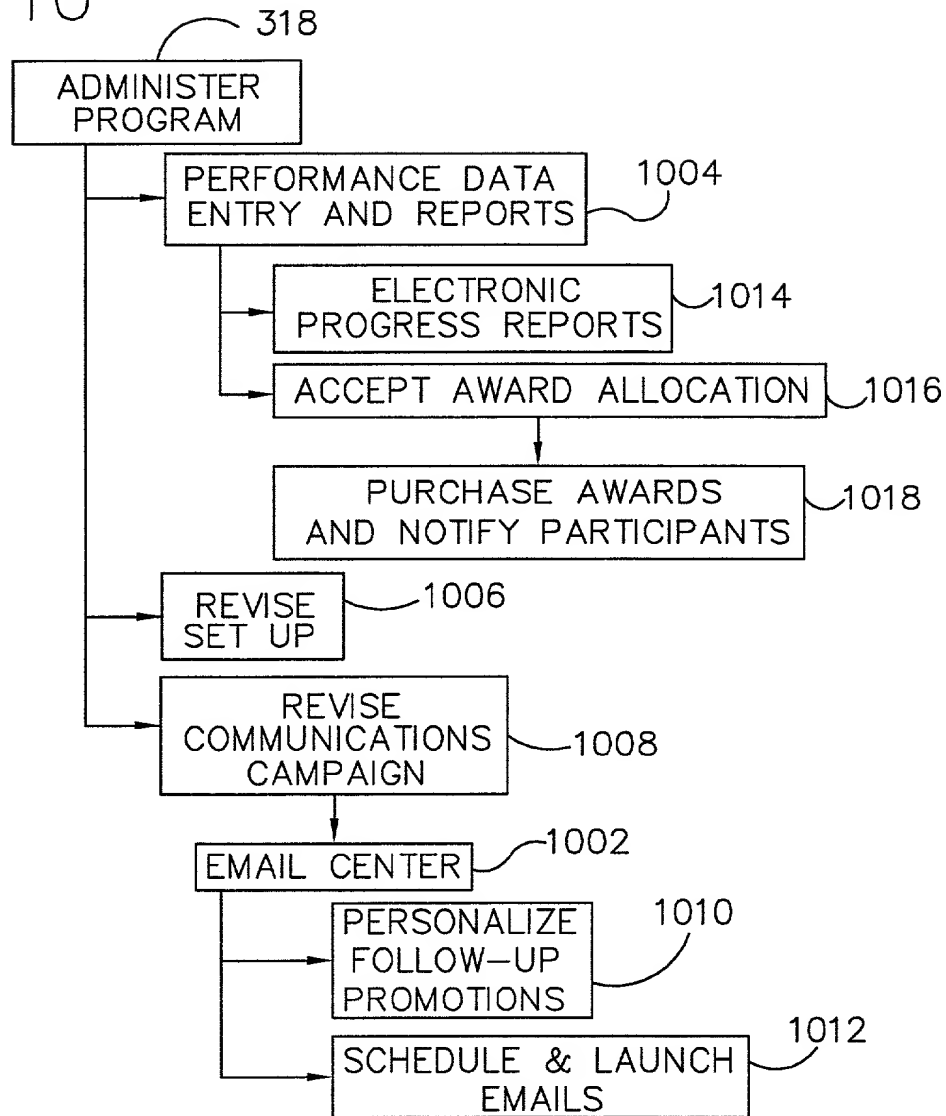 10
318
ADMINISTER
PROGRAM
PERFORMANCE DATA
ENTRY AND REPORTS
1004
ELECTRONIC
PROGRESS REPORTS
1014
ACCEPT AWARD ALLOCATION
1016
PURCHASE AWARDS
AND NOTIFY PARTICIPANTS
1018
REVISE
SET UP
1006
REVISE
COMMUNICATIONS
CAMPAIGN
1008
EMAIL CENTER
1002
PERSONALIZE
FOLLOW-UP
PROMOTIONS
1010
SCHEDULE & LAUNCH
EMAILS
1012